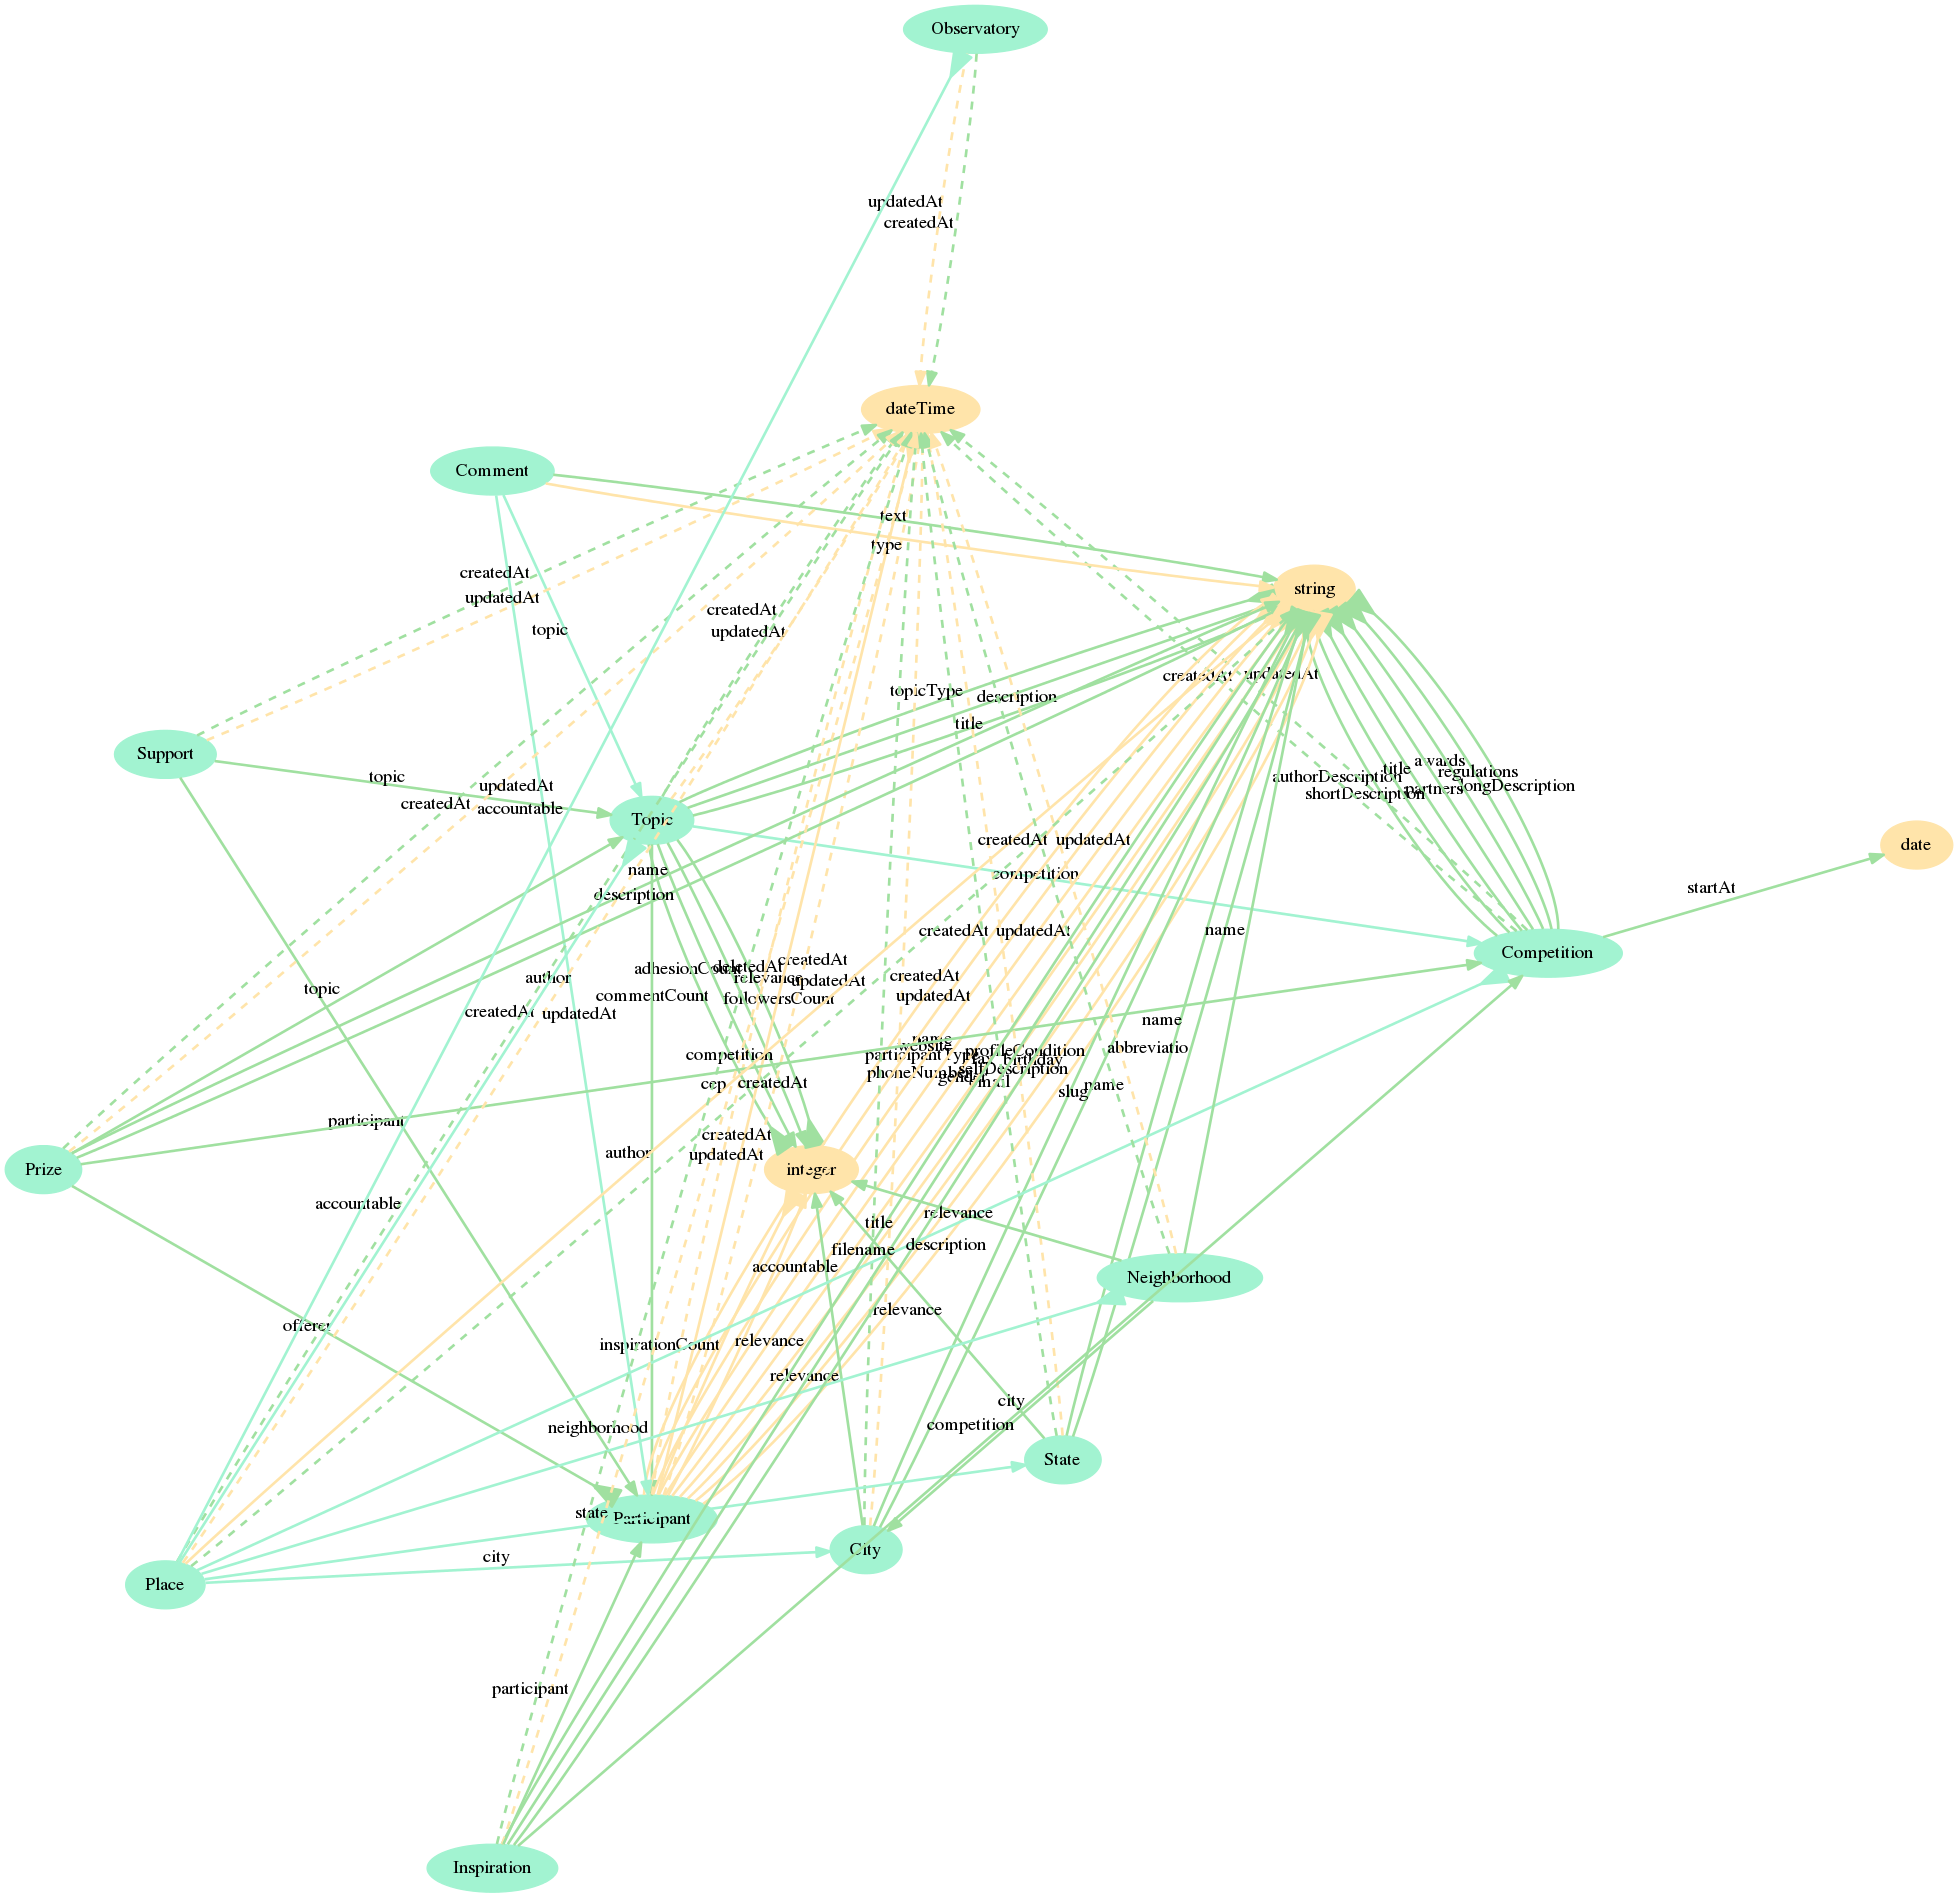 Observatory
updatedAt
createdAt
dateTime
Comment
text
type
createdAt
updatedAt
string
createdAt
updatedAt
topic
createdAt
updatedAt
topicType
description
title
Support
topic
updatedAt
createdAt
accountable
Topic
authorDescription
title
awards
regulations
shortDescription
partners
longDescription
createdAt
updatedAt
date
competition
name
description
startAt
createdAt
updatedAt
name
Competition
topic
author
adhesionCount
deletedAt
createdAt
relevance
updatedAt
commentCount
followersCount
createdAt
updatedAt
createdAt
updatedAt
name
abbreviatio
name
website
participantType
profileCondition
birthday
phoneNumber
gender
selfDescription
competition
cep
createdAt
slug
name
participant
createdAt
updatedAt
author
Prize
integer
accountable
title
relevance
filename
description
accountable
Neighborhood
offerer
relevance
inspirationCount
relevance
relevance
city
neighborhood
competition
State
state
Participant
city
City
Place
participant
Inspiration